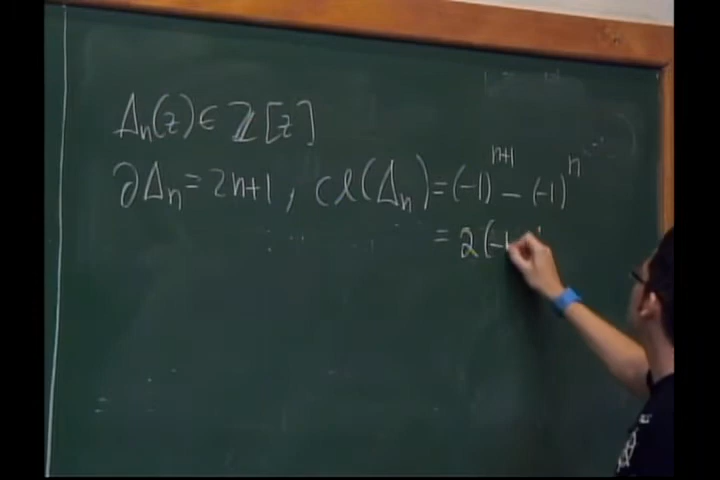 Δₙ(z) ∈ ℤ[z]
∂Δₙ = 2n+1, cl(Δₙ) = (-1)ⁿ⁺¹ - (-1)ⁿ
= 2(-1